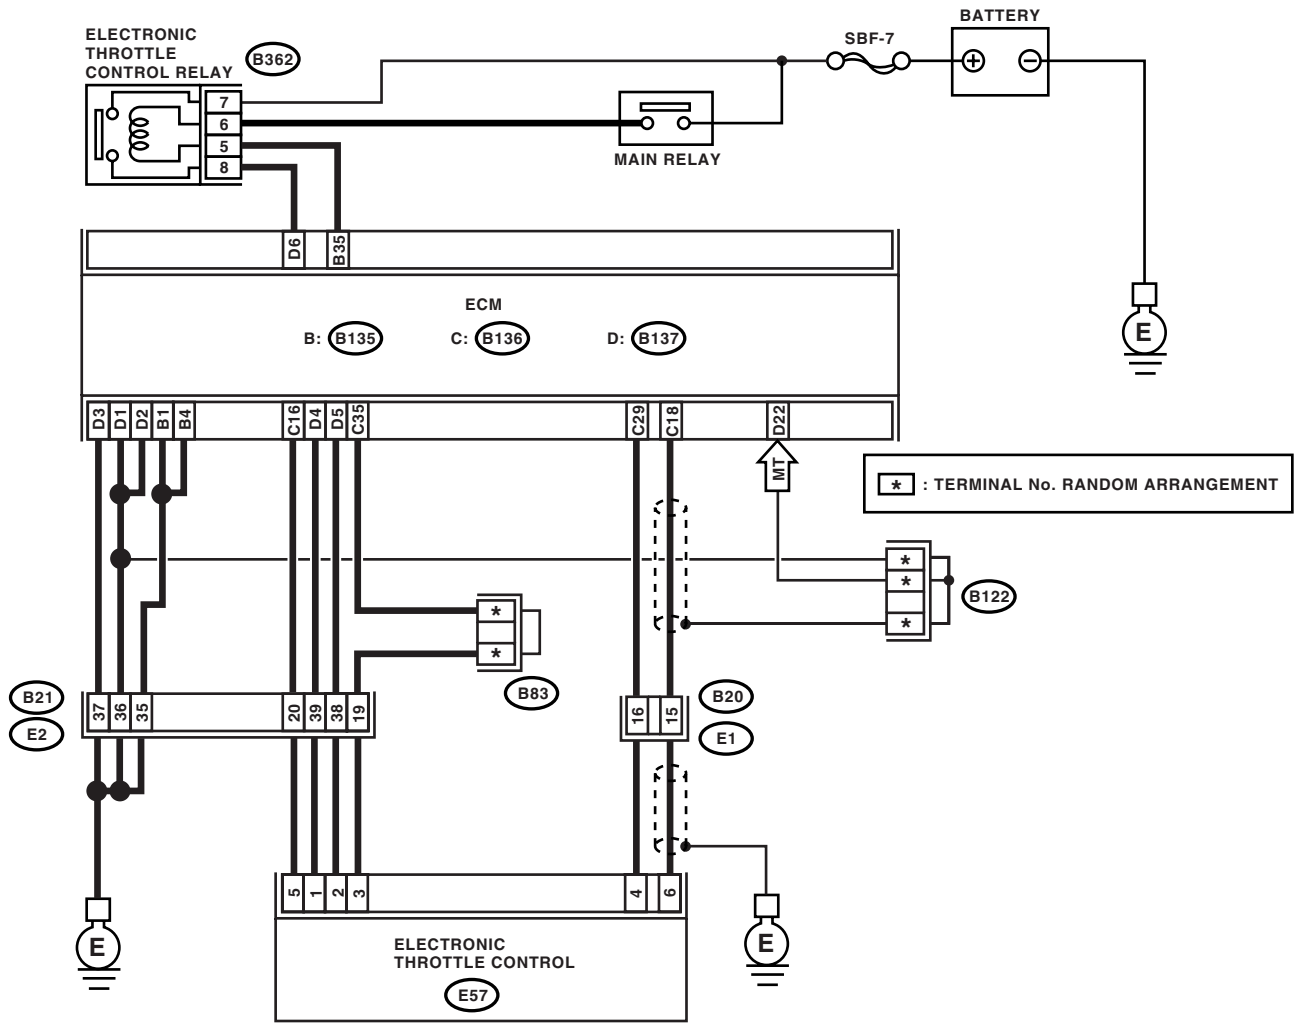 BATTERY
ELECTRONIC
THROTTLE
CONTROL RELAY
B362
SBF-7
+ −
7
6
5
8
MAIN RELAY
D6 B35
ECM
B: B135 C: B136 D: B137
E
D3 D1 D2 B1 B4 C16 D4 D5 C35 C29 C18 D22
MT
* : TERMINAL No. RANDOM ARRANGEMENT
*
*
*
B122
*
*
B83
B21
E2
37 36 35 20 39 38 19
16 15
B20
E1
5 1 2 3 4 6
E
E
ELECTRONIC
THROTTLE CONTROL
E57